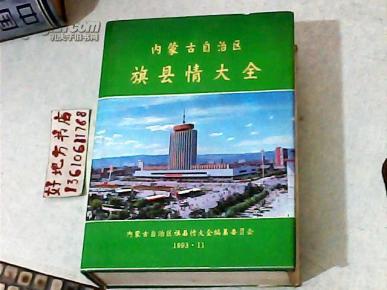 内蒙古自治区
旗县情大全
内蒙古自治区旗县情大全编纂委员会
1993·11
好地方书店
13610681768